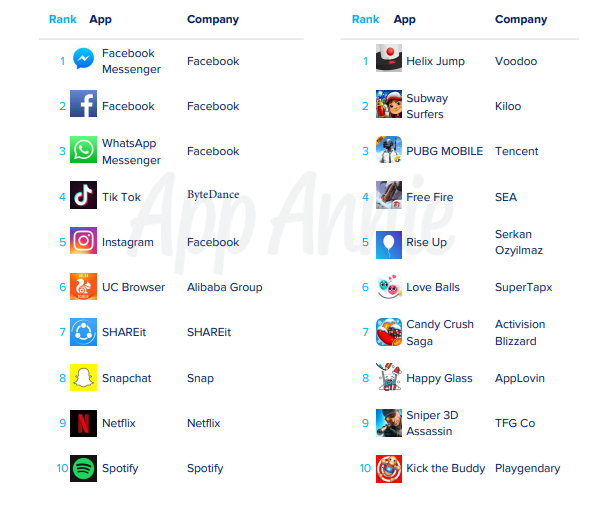 Rank App Company
1 Facebook Messenger Facebook
2 Facebook Facebook
3 WhatsApp Messenger Facebook
4 Tik Tok ByteDance
5 Instagram Facebook
6 UC Browser Alibaba Group
7 SHAREit SHAREit
8 Snapchat Snap
9 Netflix Netflix
10 Spotify Spotify
Rank App Company
1 Helix Jump Voodoo
2 Subway Surfers Kiloo
3 PUBG MOBILE Tencent
4 Free Fire SEA
5 Rise Up Serkan Ozyilmaz
6 Love Balls SuperTapx
7 Candy Crush Saga Activision Blizzard
8 Happy Glass AppLovin
9 Sniper 3D Assassin TFG Co
10 Kick the Buddy Playgendary
App Annie